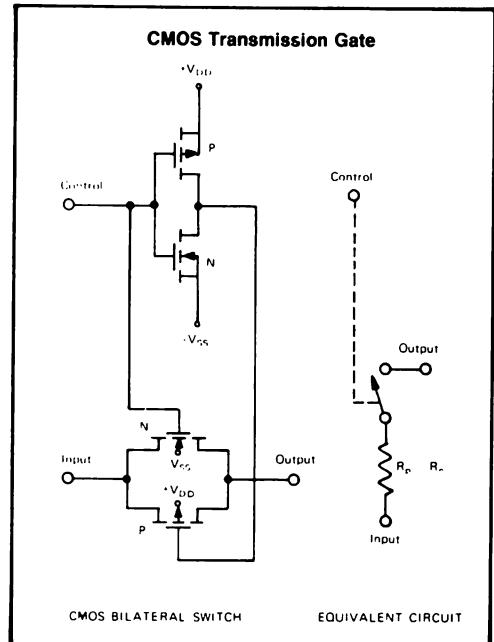 CMOS Transmission Gate
+VDD
P
Control
N
VSS
N
Input
VSS
Output
+VDD
P
CMOS BILATERAL SWITCH
Control
Output
Rp
Input
EQUIVALENT CIRCUIT